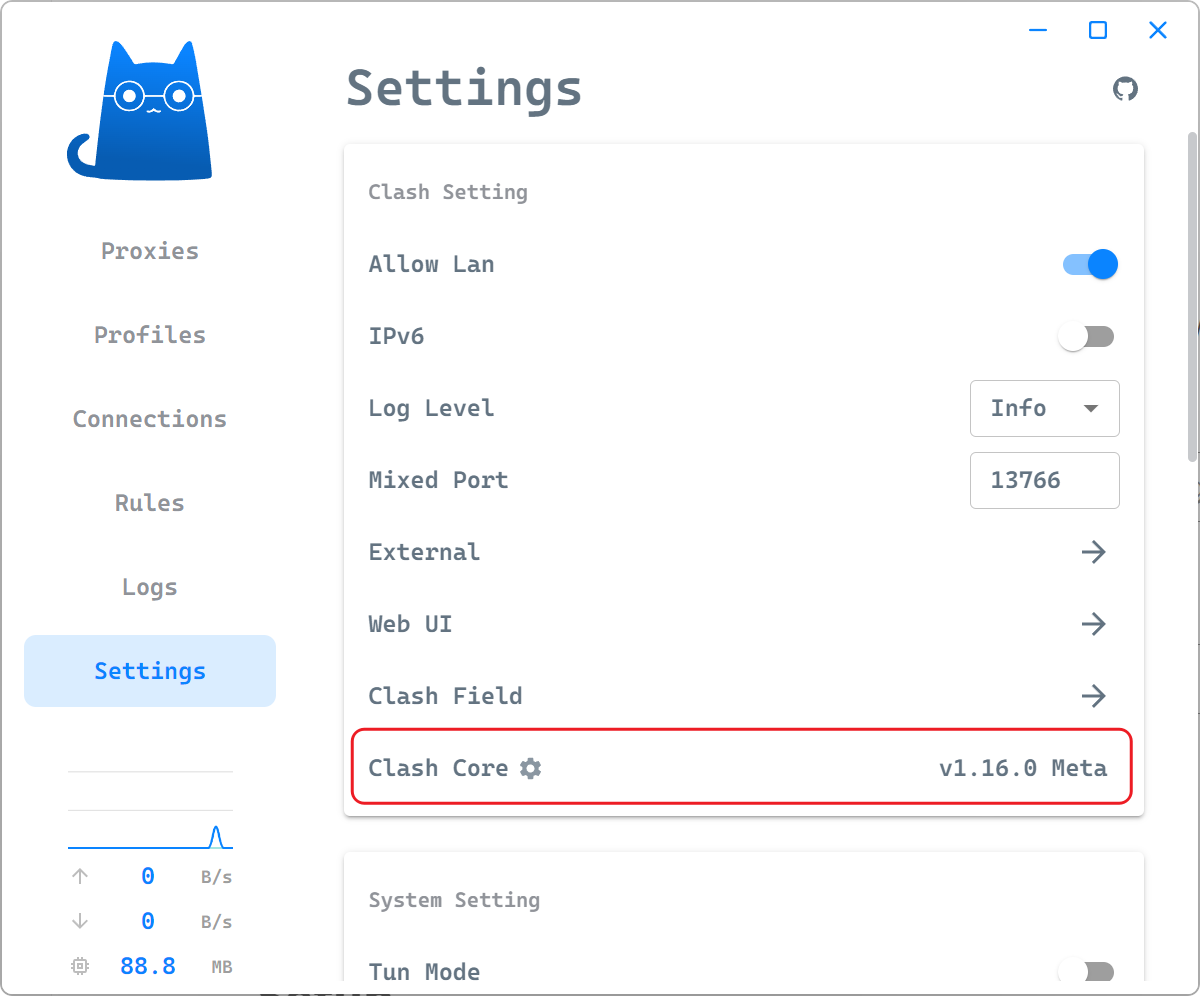 Settings
Proxies
Profiles
Connections
Rules
Logs
Settings
0 B/s
0 B/s
88.8 MB
Clash Setting
Allow Lan
IPv6
Log Level Info
Mixed Port 13766
External
Web UI
Clash Field
Clash Core v1.16.0 Meta
System Setting
Tun Mode